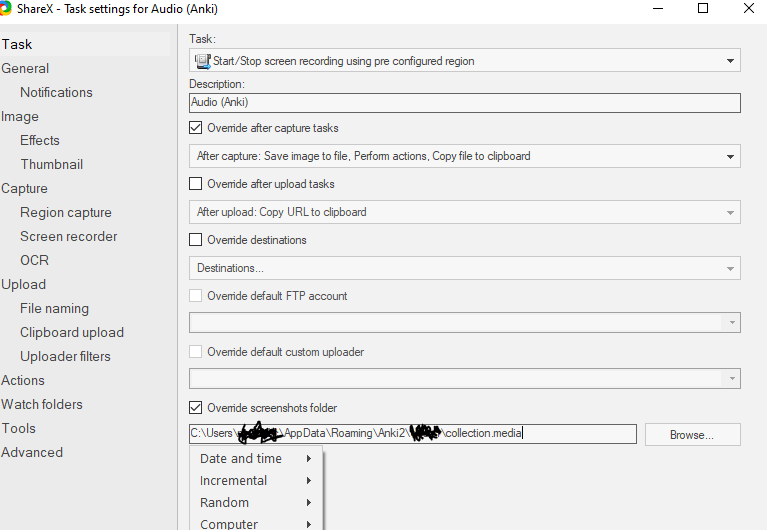 ShareX - Task settings for Audio (Anki)
Task
General
Notifications
Image
Effects
Thumbnail
Capture
Region capture
Screen recorder
OCR
Upload
File naming
Clipboard upload
Uploader filters
Actions
Watch folders
Tools
Advanced
Task:
Start/Stop screen recording using pre configured region
Description:
Audio (Anki)
Override after capture tasks
After capture: Save image to file, Perform actions, Copy file to clipboard
Override after upload tasks
After upload: Copy URL to clipboard
Override destinations
Destinations...
Override default FTP account
Override default custom uploader
Override screenshots folder
C:\Users\ \AppData\Roaming\Anki2\ \collection.media
Browse...
Date and time
Incremental
Random
Computer